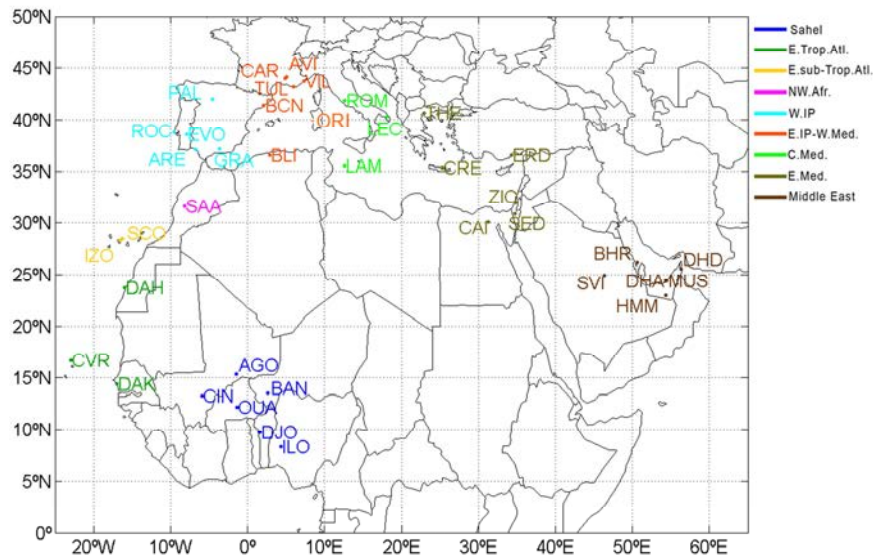 50ºN
45ºN
40ºN
35ºN
30ºN
25ºN
20ºN
15ºN
10ºN
5ºN
0º
20ºW
10ºW
0ºE
10ºE
20ºE
30ºE
40ºE
50ºE
60ºE
CAR
AVI
TUL
VIL
PAL
BCN
ROM
ORI
LEC
THE
ROC
EVO
ARE
GRA
BLI
LAM
CRE
ERD
SAA
ZIC
CAI
SED
SCO
IZO
BHR
DHD
DAH
SVI
DHA
MUS
HMM
CVR
DAK
AGO
CIN
BAN
OUA
DJO
ILO
Sahel
E.Trop.Atl.
E.sub-Trop.Atl.
NW.Afr.
W.IP
E.IP-W.Med.
C.Med.
E.Med.
Middle East